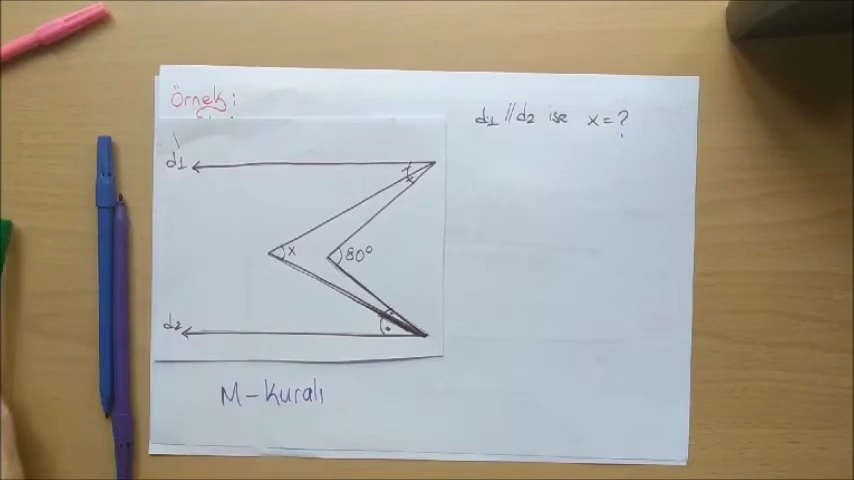 Örnek:
d1 // d2 ise x = ?
d1
x
80°
d2
M-Kuralı